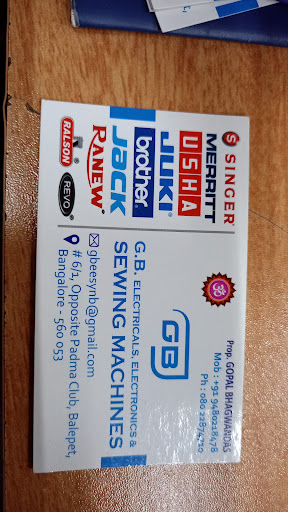 Prop. GOPAL BHAGWANDAS
Mob : +91 9480218478
Ph : 080 22874710
ॐ
GB
SINGER
MERRITT
USHA
JUKI
brother
Jack
RANEW
RALSON
REVO
G.B. ELECTRICALS, ELECTRONICS &
SEWING MACHINES
gbeesynb@gmail.com
# 6/1, Opposite Padma Club, Balepet,
Bangalore - 560 053